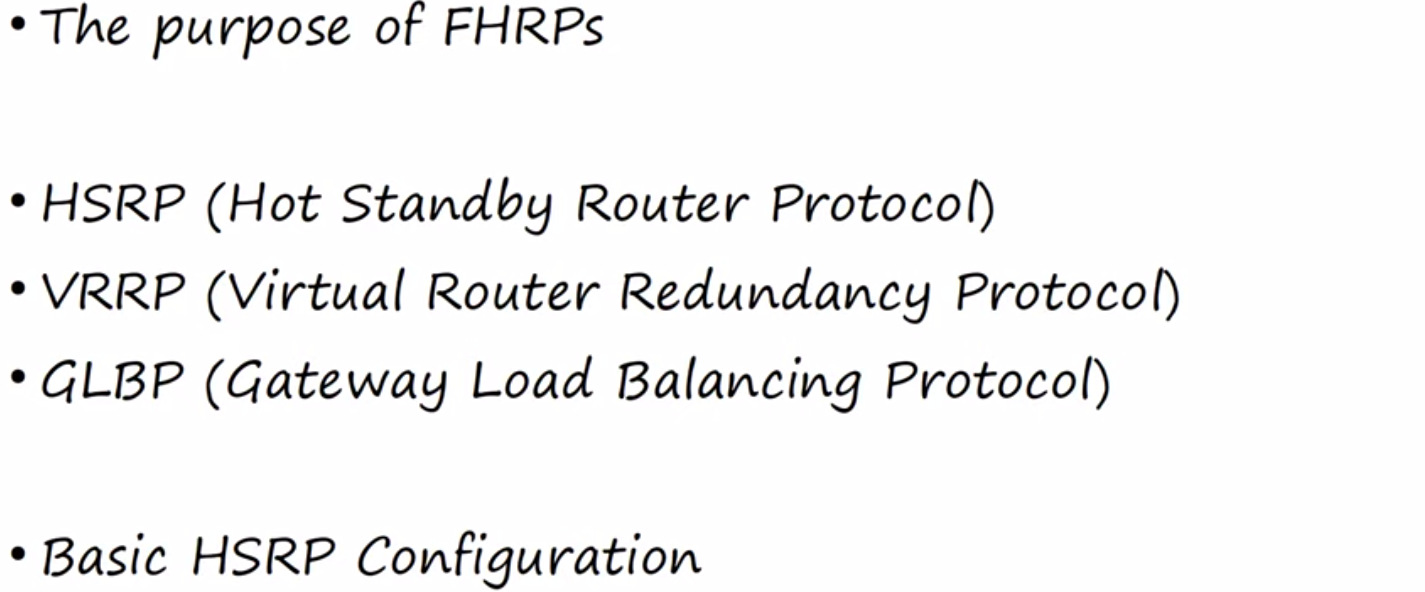 • The purpose of FHRPs
• HSRP (Hot Standby Router Protocol)
• VRRP (Virtual Router Redundancy Protocol)
• GLBP (Gateway Load Balancing Protocol)
• Basic HSRP Configuration